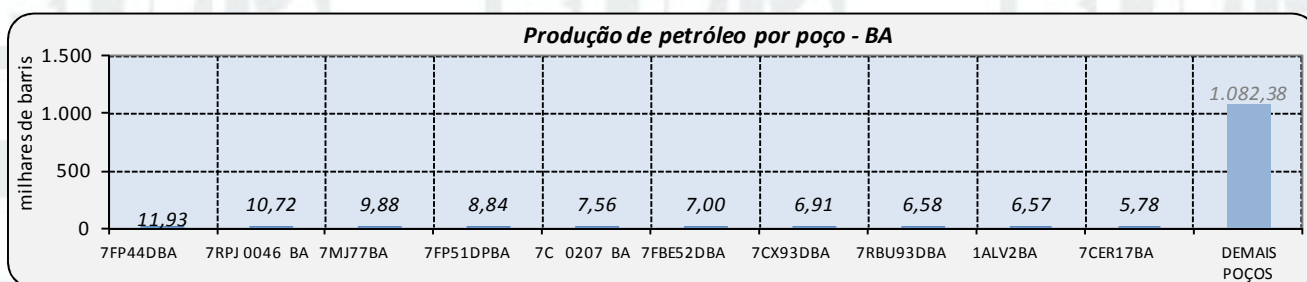 Produção de petróleo por poço - BA
milhares de barris
1.500
1.000
500
0
11,93
10,72
9,88
8,84
7,56
7,00
6,91
6,58
6,57
5,78
1.082,38
7FP44DBA
7RPJ 0046 BA
7MJ77BA
7FP51DPBA
7C 0207 BA
7FBE52DBA
7CX93DBA
7RBU93DBA
1ALV2BA
7CER17BA
DEMAIS
POÇOS